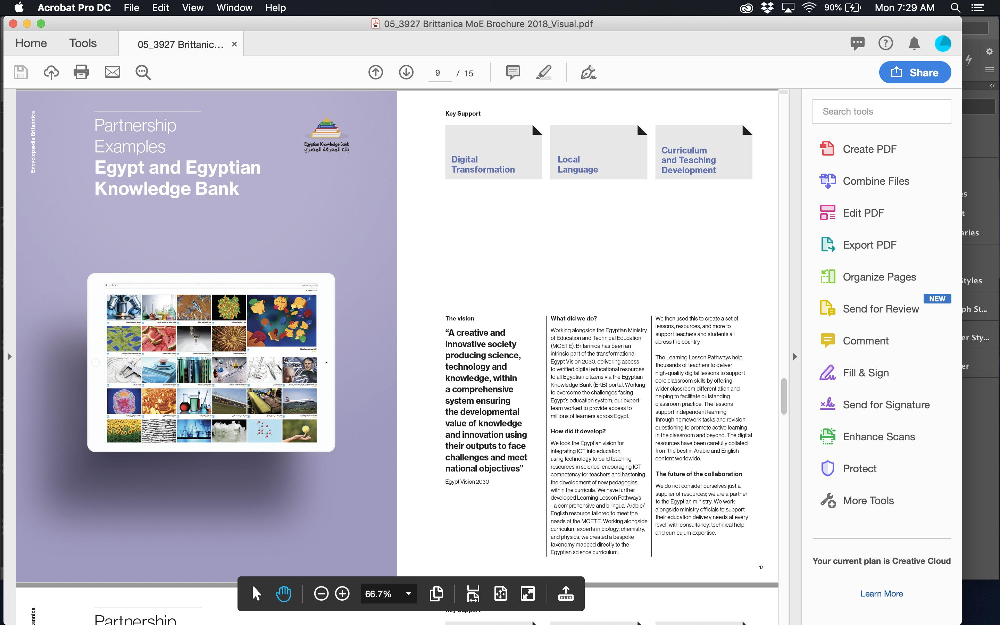 Acrobat Pro DC File Edit View Window Help
90% Mon 7:29 AM
05_3927 Brittanica MoE Brochure 2018_Visual.pdf
Home Tools 05_3927 Brittanic...
9 / 15
Share
Encyclopædia Britannica
Partnership
Examples
Egypt and Egyptian
Knowledge Bank
Egyptian Knowledge Bank
بنك المعرفة المصري
Key Support
Digital
Transformation
Local
Language
Curriculum
and Teaching
Development
The vision
“A creative and
innovative society
producing science,
technology and
knowledge, within
a comprehensive
system ensuring
the developmental
value of knowledge
and innovation using
their outputs to face
challenges and meet
national objectives”
Egypt Vision 2030
What did we do?
Working alongside the Egyptian Ministry
of Education and Technical Education
(MOETE), Britannica has been an
intrinsic part of the transformational
Egypt Vision 2030, delivering access
to verified digital educational resources
to all Egyptian citizens via the Egyptian
Knowledge Bank (EKB) portal. Working
to overcome the challenges facing
Egypt’s education system, our expert
team worked to provide access to
millions of learners across Egypt.
How did it develop?
We took the Egyptian vision for
integrating ICT into education,
using technology to build teaching
resources in science, encouraging ICT
competency for teachers and hastening
the development of new pedagogies
within the curricula. We have further
developed Learning Lesson Pathways
- a comprehensive and bilingual Arabic/
English resource tailored to meet the
needs of the MOETE. Working alongside
curriculum experts in biology, chemistry,
and physics, we created a bespoke
taxonomy mapped directly to the
Egyptian science curriculum.
We then used this to create a set of
lessons, resources, and more to
support teachers and students all
across the country.
The Learning Lesson Pathways help
thousands of teachers to deliver
high-quality digital lessons to support
core classroom skills by offering
wider classroom differentiation and
helping to facilitate outstanding
classroom practice. The lessons
support independent learning
through homework tasks and revision
questioning to promote active learning
in the classroom and beyond. The digital
resources have been carefully collated
from the best in Arabic and English
content worldwide.
The future of the collaboration
We do not consider ourselves just a
supplier of resources; we are a partner
to the Egyptian ministry. We work
alongside ministry officials to support
their education delivery needs at every
level, with consultancy, technical help
and curriculum expertise.
17
66.7%
tannica
Partnership
Key Support
Search tools
Create PDF
Combine Files
Edit PDF
Export PDF
Organize Pages
NEW
Send for Review
Comment
Fill & Sign
Send for Signature
Enhance Scans
Protect
More Tools
Your current plan is Creative Cloud
Learn More
es
t
aries
Styles
ph St...
er Sty...
er